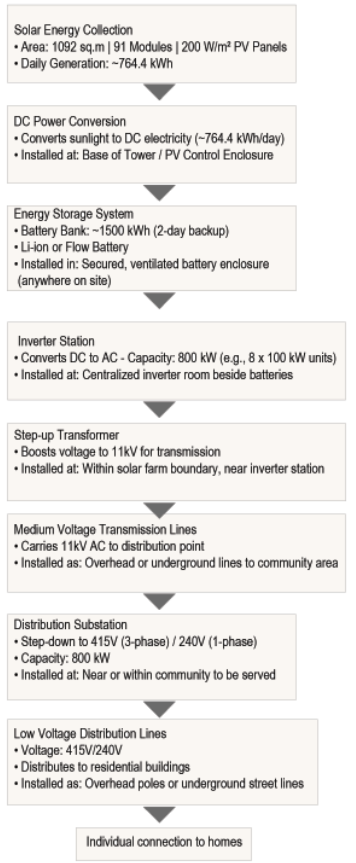 Solar Energy Collection
• Area: 1092 sq.m | 91 Modules | 200 W/m² PV Panels
• Daily Generation: ~764.4 kWh
DC Power Conversion
• Converts sunlight to DC electricity (~764.4 kWh/day)
• Installed at: Base of Tower / PV Control Enclosure
Energy Storage System
• Battery Bank: ~1500 kWh (2-day backup)
• Li-ion or Flow Battery
• Installed in: Secured, ventilated battery enclosure
(anywhere on site)
Inverter Station
• Converts DC to AC - Capacity: 800 kW (e.g., 8 x 100 kW units)
• Installed at: Centralized inverter room beside batteries
Step-up Transformer
• Boosts voltage to 11kV for transmission
• Installed at: Within solar farm boundary, near inverter station
Medium Voltage Transmission Lines
• Carries 11kV AC to distribution point
• Installed as: Overhead or underground lines to community area
Distribution Substation
• Step-down to 415V (3-phase) / 240V (1-phase)
• Capacity: 800 kW
• Installed at: Near or within community to be served
Low Voltage Distribution Lines
• Voltage: 415V/240V
• Distributes to residential buildings
• Installed as: Overhead poles or underground street lines
Individual connection to homes